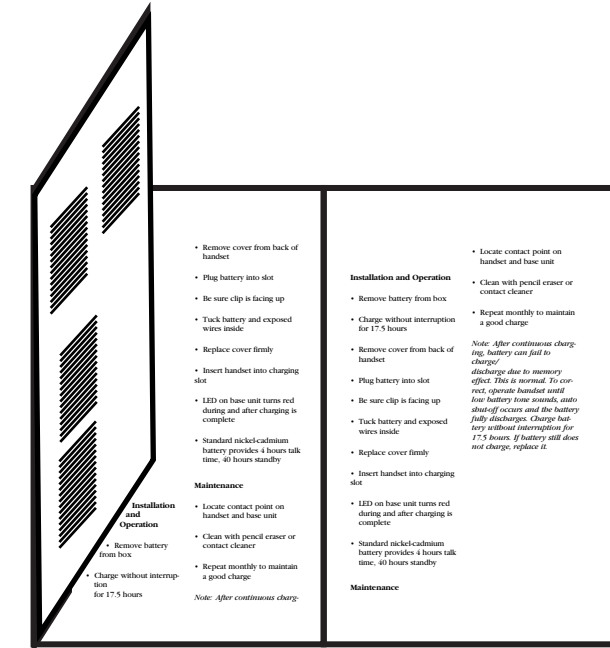 Installation
and
Operation
• Remove battery
from box
• Charge without interrup-
tion
for 17.5 hours
• Remove cover from back of
handset
• Plug battery into slot
• Be sure clip is facing up
• Tuck battery and exposed
wires inside
• Replace cover firmly
• Insert handset into charging
slot
• LED on base unit turns red
during and after charging is
complete
• Standard nickel-cadmium
battery provides 4 hours talk
time, 40 hours standby
Maintenance
• Locate contact point on
handset and base unit
• Clean with pencil eraser or
contact cleaner
• Repeat monthly to maintain
a good charge
Note: After continuous charg-
Installation and Operation
• Remove battery from box
• Charge without interruption
for 17.5 hours
• Remove cover from back of
handset
• Plug battery into slot
• Be sure clip is facing up
• Tuck battery and exposed
wires inside
• Replace cover firmly
• Insert handset into charging
slot
• LED on base unit turns red
during and after charging is
complete
• Standard nickel-cadmium
battery provides 4 hours talk
time, 40 hours standby
Maintenance
• Locate contact point on
handset and base unit
• Clean with pencil eraser or
contact cleaner
• Repeat monthly to maintain
a good charge
Note: After continuous charg-
ing, battery can fail to
charge/
discharge due to memory
effect. This is normal. To cor-
rect, operate handset until
low battery tone sounds, auto
shut-off occurs and the battery
fully discharges. Charge bat-
tery without interruption for
17.5 hours. If battery still does
not charge, replace it.